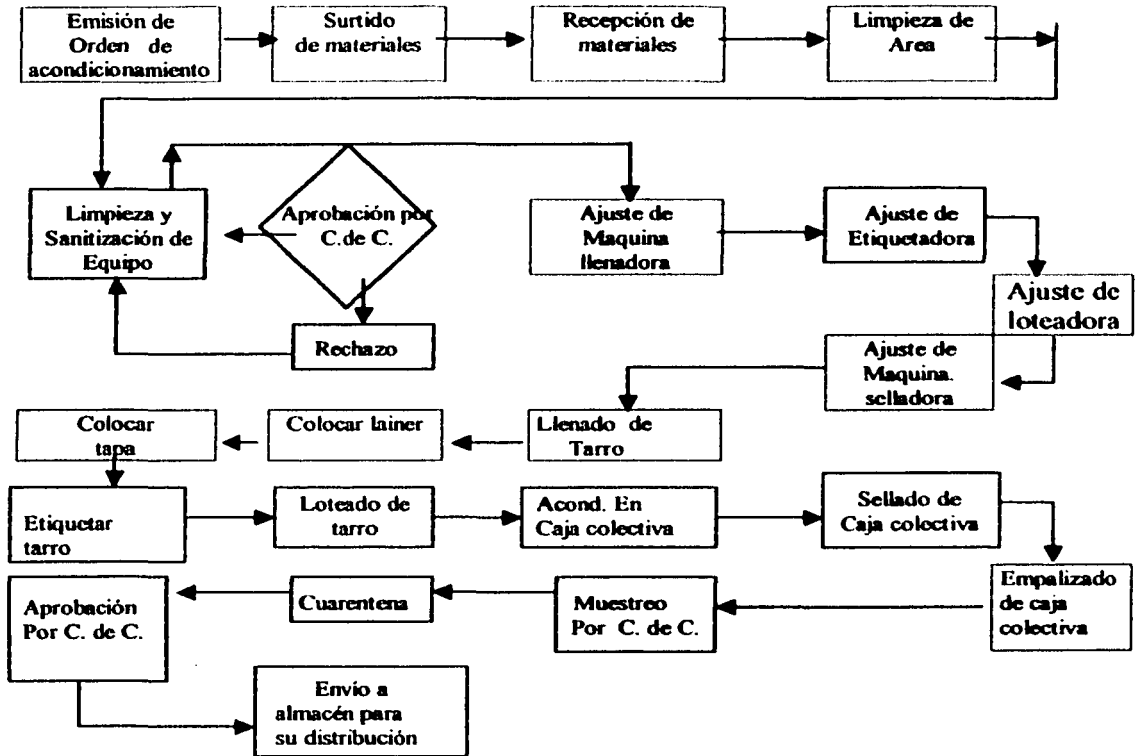 Emisión de
Orden de
acondicionamiento
Surtido
de materiales
Recepción de
materiales
Limpieza de
Area
Limpieza y
Sanitización de
Equipo
Aprobación por
C.de C.
Rechazo
Ajuste de
Maquina
llenadora
Ajuste de
Etiquetadora
Ajuste de
loteadora
Ajuste de
Maquina.
selladora
Llenado de
Tarro
Colocar lainer
Colocar
tapa
Etiquetar
tarro
Loteado de
tarro
Acond. En
Caja colectiva
Sellado de
Caja colectiva
Empalizado
de caja
colectiva
Muestreo
Por C. de C.
Cuarentena
Aprobación
Por C. de C.
Envío a
almacén para
su distribución